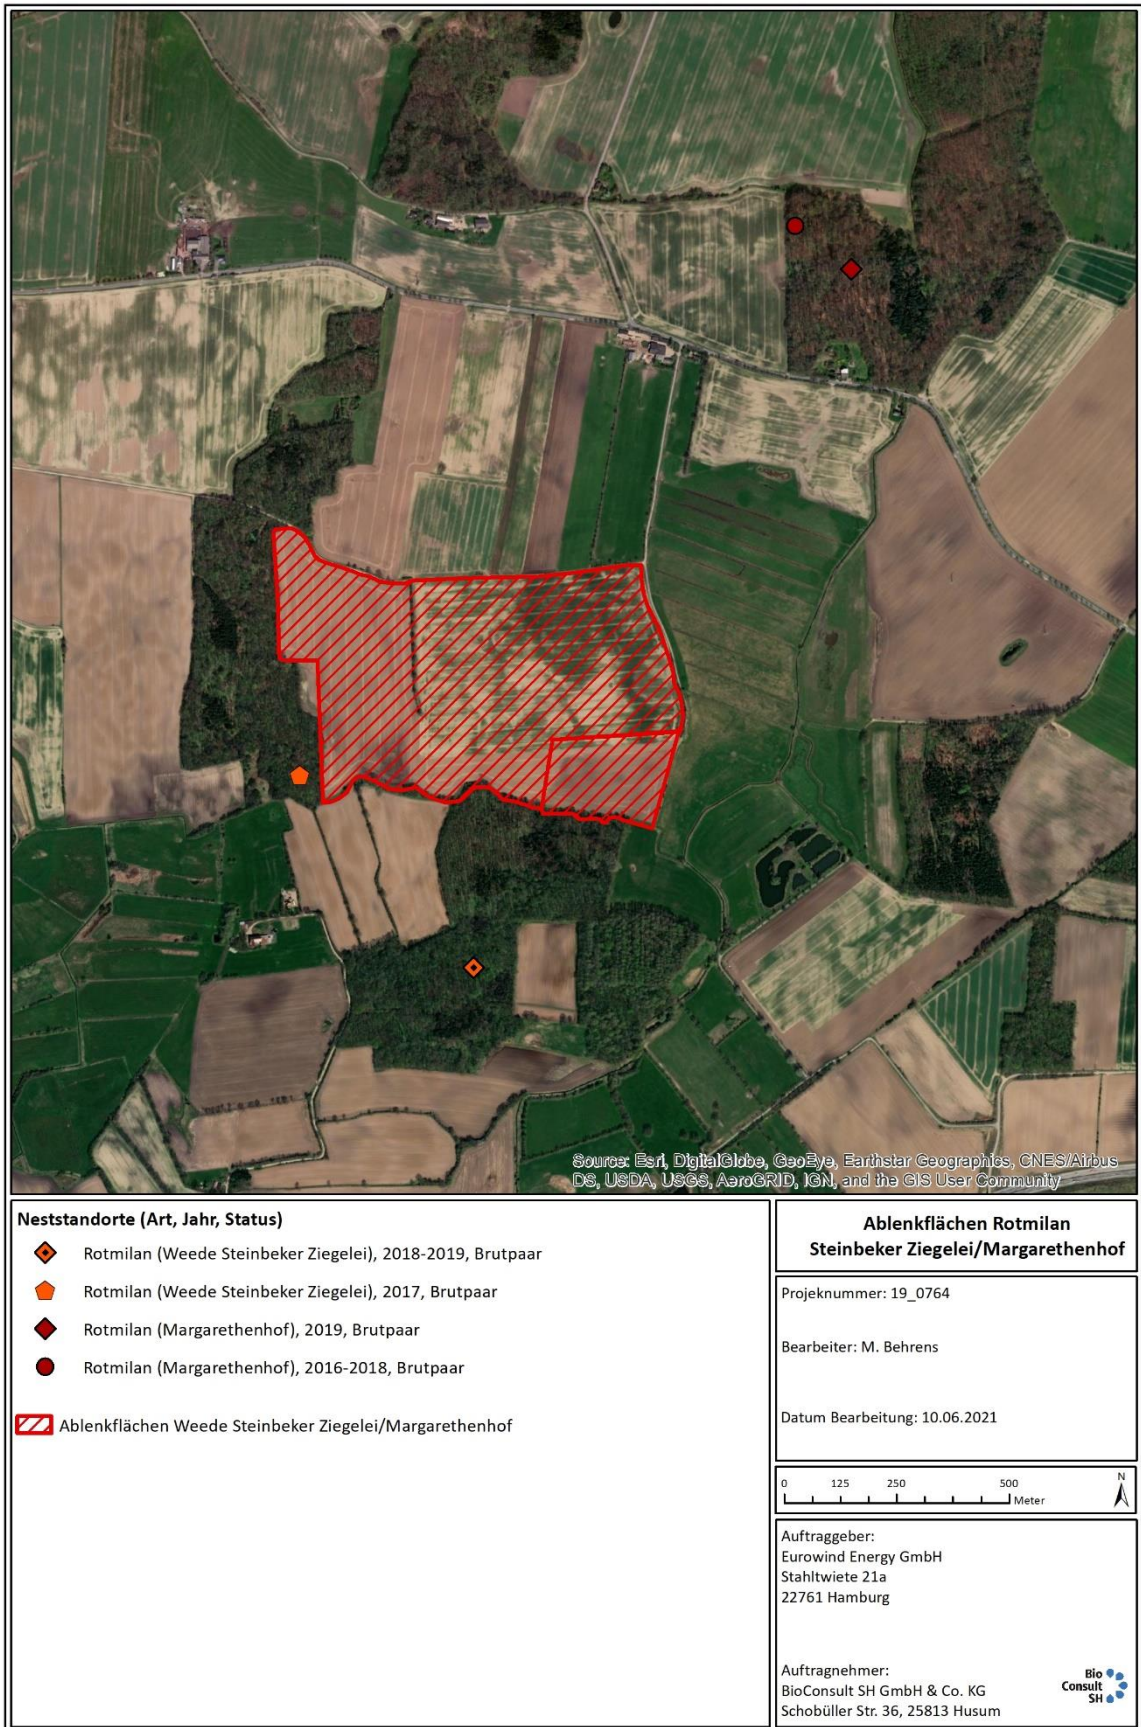 Source: Esri, DigitalGlobe, GeoEye, Earthstar Geographics, CNES/Airbus
DS, USDA, USGS, AeroGRID, IGN, and the GIS User Community
Neststandorte (Art, Jahr, Status)
Rotmilan (Weede Steinbeker Ziegelei), 2018-2019, Brutpaar
Rotmilan (Weede Steinbeker Ziegelei), 2017, Brutpaar
Rotmilan (Margarethenhof), 2019, Brutpaar
Rotmilan (Margarethenhof), 2016-2018, Brutpaar
Ablenkflächen Weede Steinbeker Ziegelei/Margarethenhof
Ablenkflächen Rotmilan
Steinbeker Ziegelei/Margarethenhof
Projeknummer: 19_0764
Bearbeiter: M. Behrens
Datum Bearbeitung: 10.06.2021
0 125 250 500
Meter
N
Auftraggeber:
Eurowind Energy GmbH
Stahltwiete 21a
22761 Hamburg
Auftragnehmer:
BioConsult SH GmbH & Co. KG
Schobüller Str. 36, 25813 Husum
Bio
Consult
SH